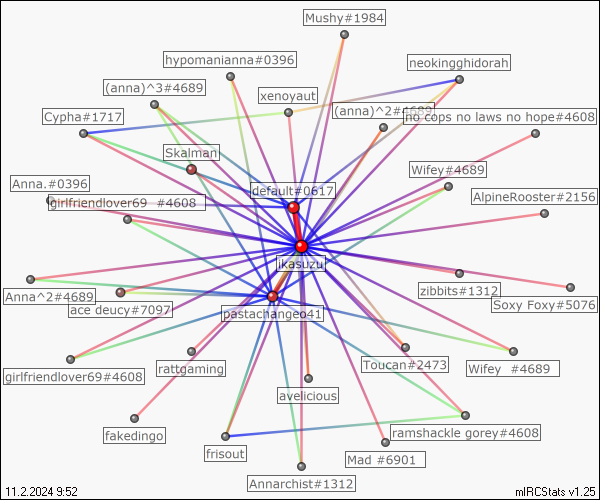 Mushy#1984
hypomanianna#0396
neokingghidorah
(anna)^3#4689
xenoyaut
(anna)^2#4689
no cops no laws no hope#4608
Cypha#1717
Skalman
Wifey#4689
Anna.#0396
default#0617
AlpineRooster#2156
girlfriendlover69 #4608
ikasuzu
zibbits#1312
Soxy Foxy#5076
Anna^2#4689
ace deucy#7097
pastachangeo41
rattgaming
Toucan#2473
Wifey #4689
girlfriendlover69#4608
avelicious
fakedingo
ramshackle gorey#4608
frisout
Mad #6901
Annarchist#1312
11.2.2024 9:52
mIRCStats v1.25